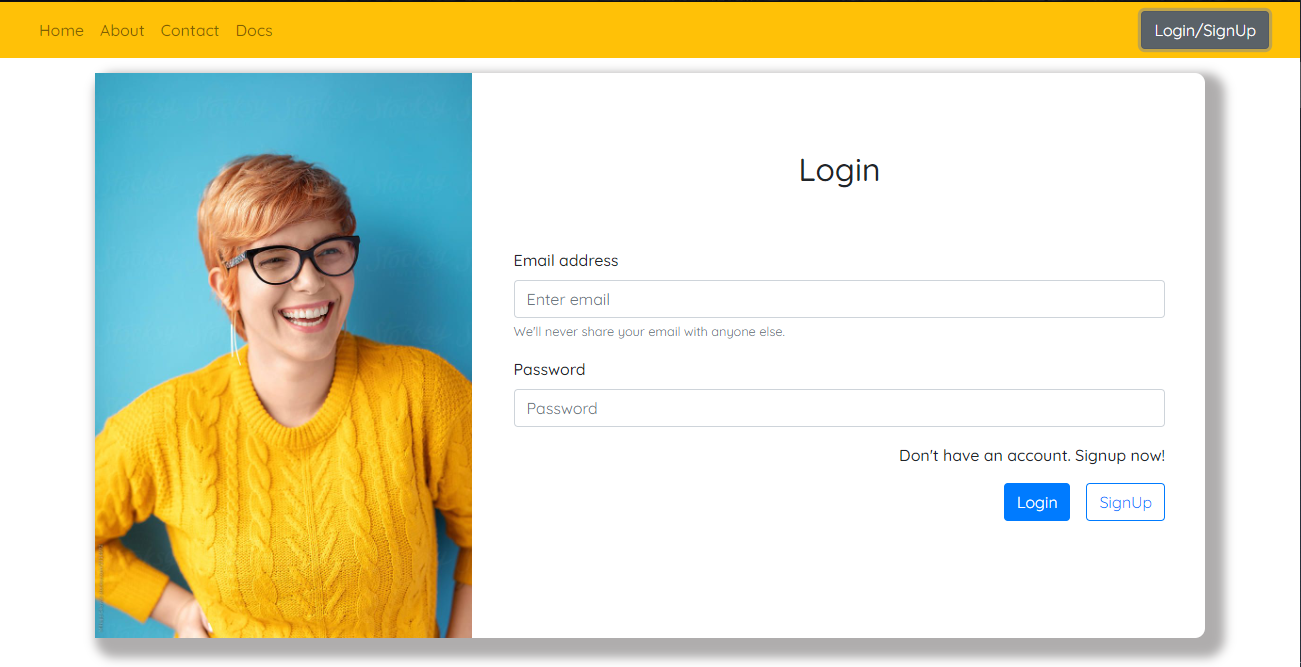 Home About Contact Docs Login/SignUp
Login
Email address
Enter email
We'll never share your email with anyone else.
Password
Password
Don't have an account. Signup now!
Login SignUp